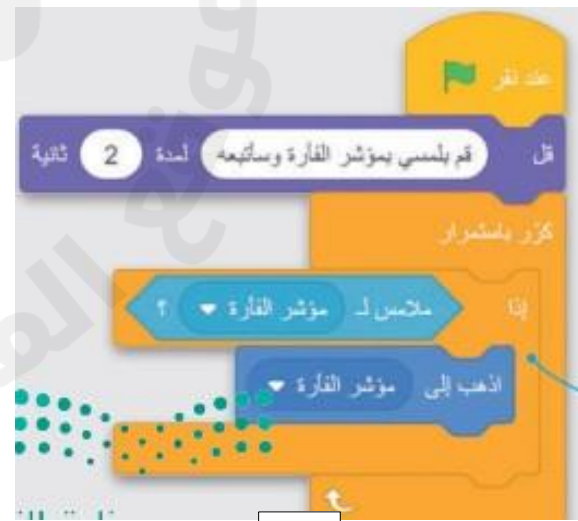 عند نقر
قل قم بلمسي بمؤشر الفأرة وسأتبعه لمدة 2 ثانية
كرّر باستمرار
إذا ملامس لـ مؤشر الفأرة ؟
اذهب إلى مؤشر الفأرة